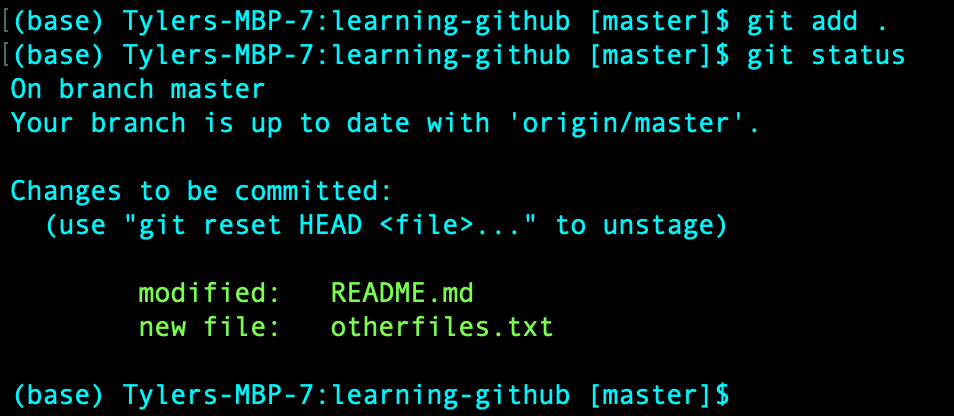 [(base) Tylers-MBP-7:learning-github [master]$ git add .
[(base) Tylers-MBP-7:learning-github [master]$ git status
On branch master
Your branch is up to date with 'origin/master'.

Changes to be committed:
  (use "git reset HEAD <file>..." to unstage)

        modified:   README.md
        new file:   otherfiles.txt

(base) Tylers-MBP-7:learning-github [master]$